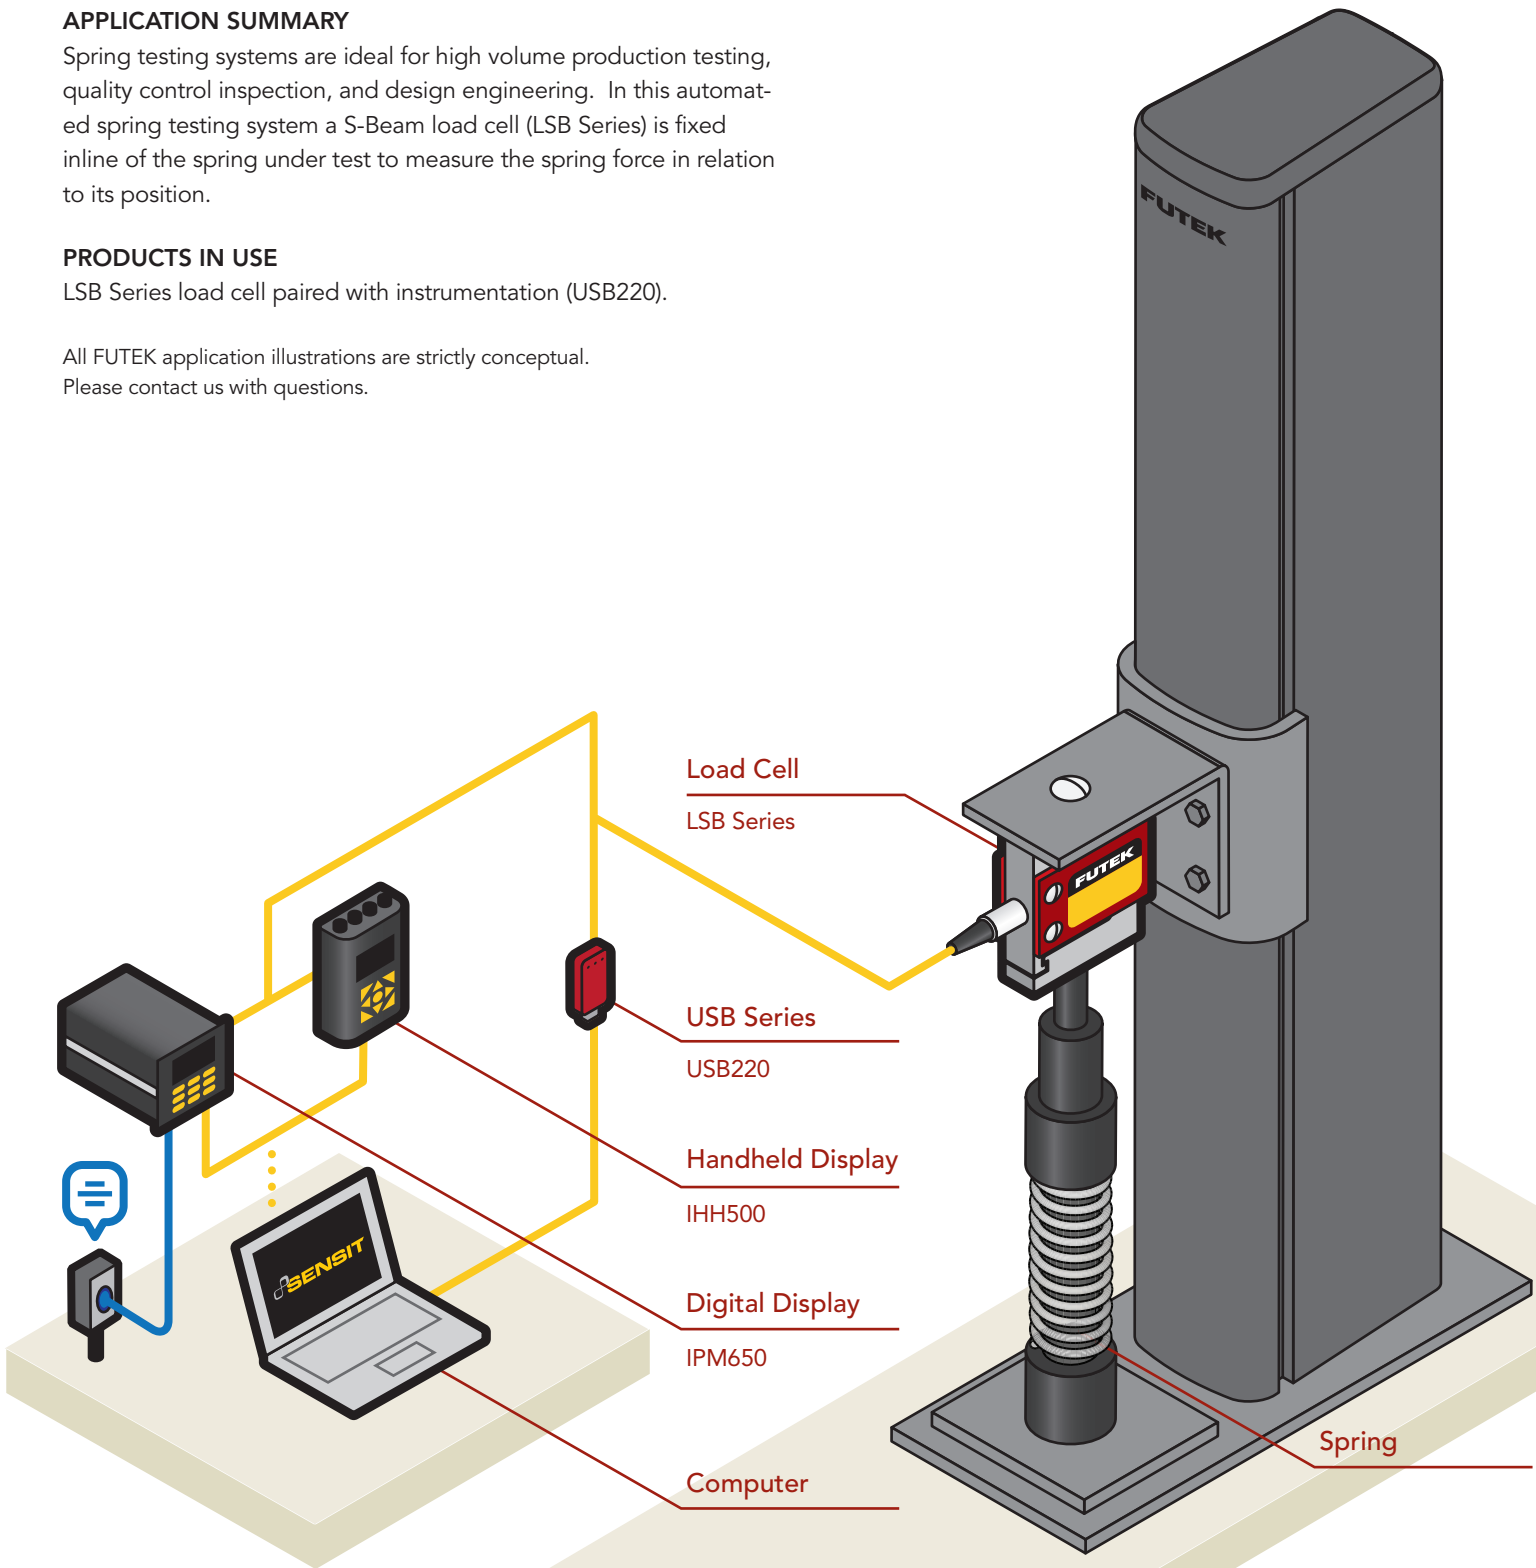 APPLICATION SUMMARY
Spring testing systems are ideal for high volume production testing,
quality control inspection, and design engineering.  In this automat-
ed spring testing system a S-Beam load cell (LSB Series) is fixed
inline of the spring under test to measure the spring force in relation
to its position.
PRODUCTS IN USE
LSB Series load cell paired with instrumentation (USB220).
All FUTEK application illustrations are strictly conceptual.
Please contact us with questions.
FUTEK
Load Cell
LSB Series
FUTEK
USB Series
USB220
Handheld Display
IHH500
SENSIT
Digital Display
IPM650
Spring
Computer